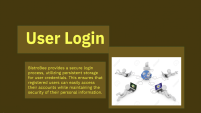 User Login
BistroBee provides a secure login
process, utilizing persistent storage
for user credentials. This ensures that
registered users can easily access
their accounts while maintaining the
security of their personal information.